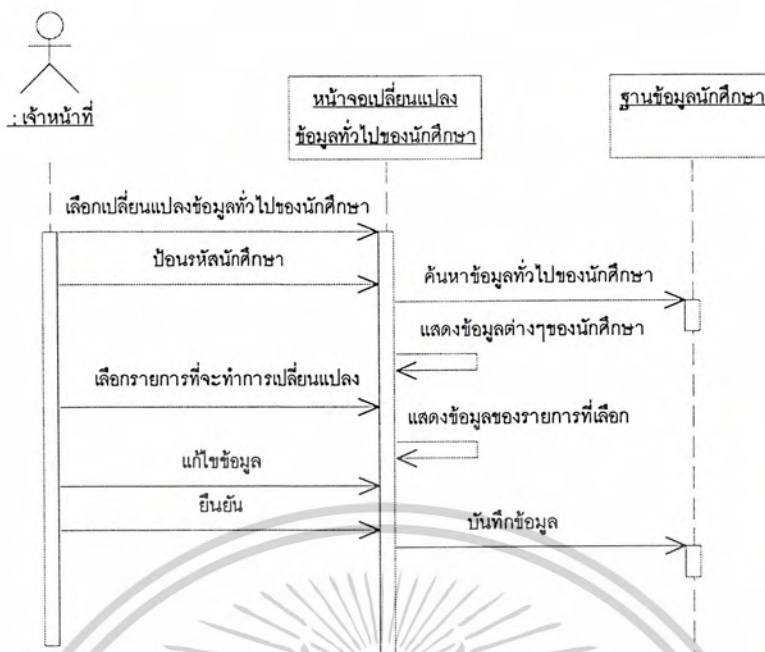 : เจ้าหน้าที่
หน้าจอเปลี่ยนแปลง
ข้อมูลทั่วไปของนักศึกษา
ฐานข้อมูลนักศึกษา
เลือกเปลี่ยนแปลงข้อมูลทั่วไปของนักศึกษา
ป้อนรหัสนักศึกษา
ค้นหาข้อมูลทั่วไปของนักศึกษา
แสดงข้อมูลต่างๆของนักศึกษา
เลือกรายการที่จะทำการเปลี่ยนแปลง
แสดงข้อมูลของรายการที่เลือก
แก้ไขข้อมูล
ยืนยัน
บันทึกข้อมูล